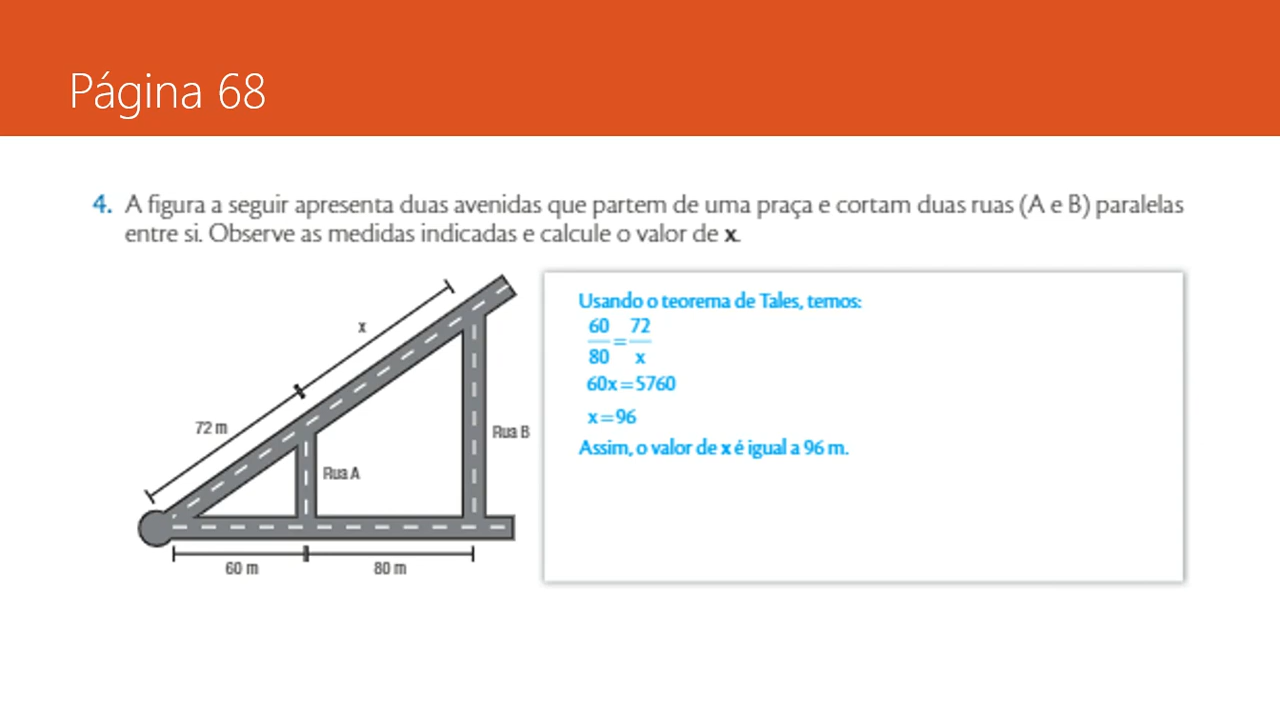 Página 68
4. A figura a seguir apresenta duas avenidas que partem de uma praça e cortam duas ruas (A e B) paralelas
entre si. Observe as medidas indicadas e calcule o valor de x.
x
72 m
Rua A
Rua B
60 m
80 m
Usando o teorema de Tales, temos:
60/80 = 72/x
60x=5760
x=96
Assim, o valor de x é igual a 96 m.